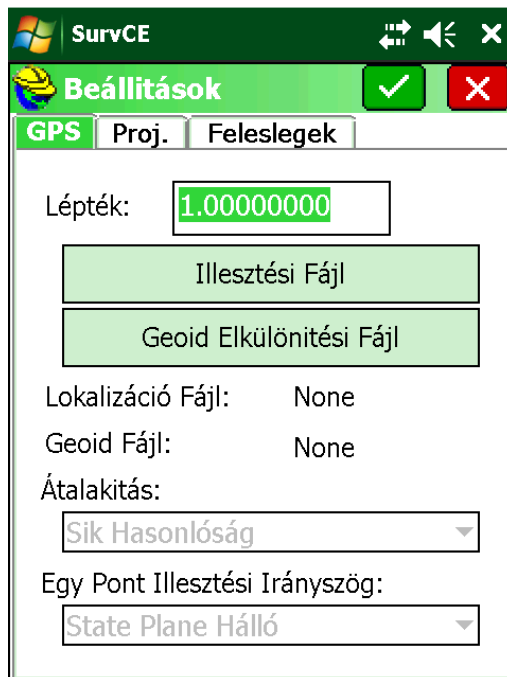 SurvCE
Beállitások
GPS Proj. Feleslegek
Lépték: 1.00000000
Illesztési Fájl
Geoid Elkülönitési Fájl
Lokalizáció Fájl: None
Geoid Fájl: None
Átalakitás:
Sik Hasonlóság
Egy Pont Illesztési Irányszög:
State Plane Hálló